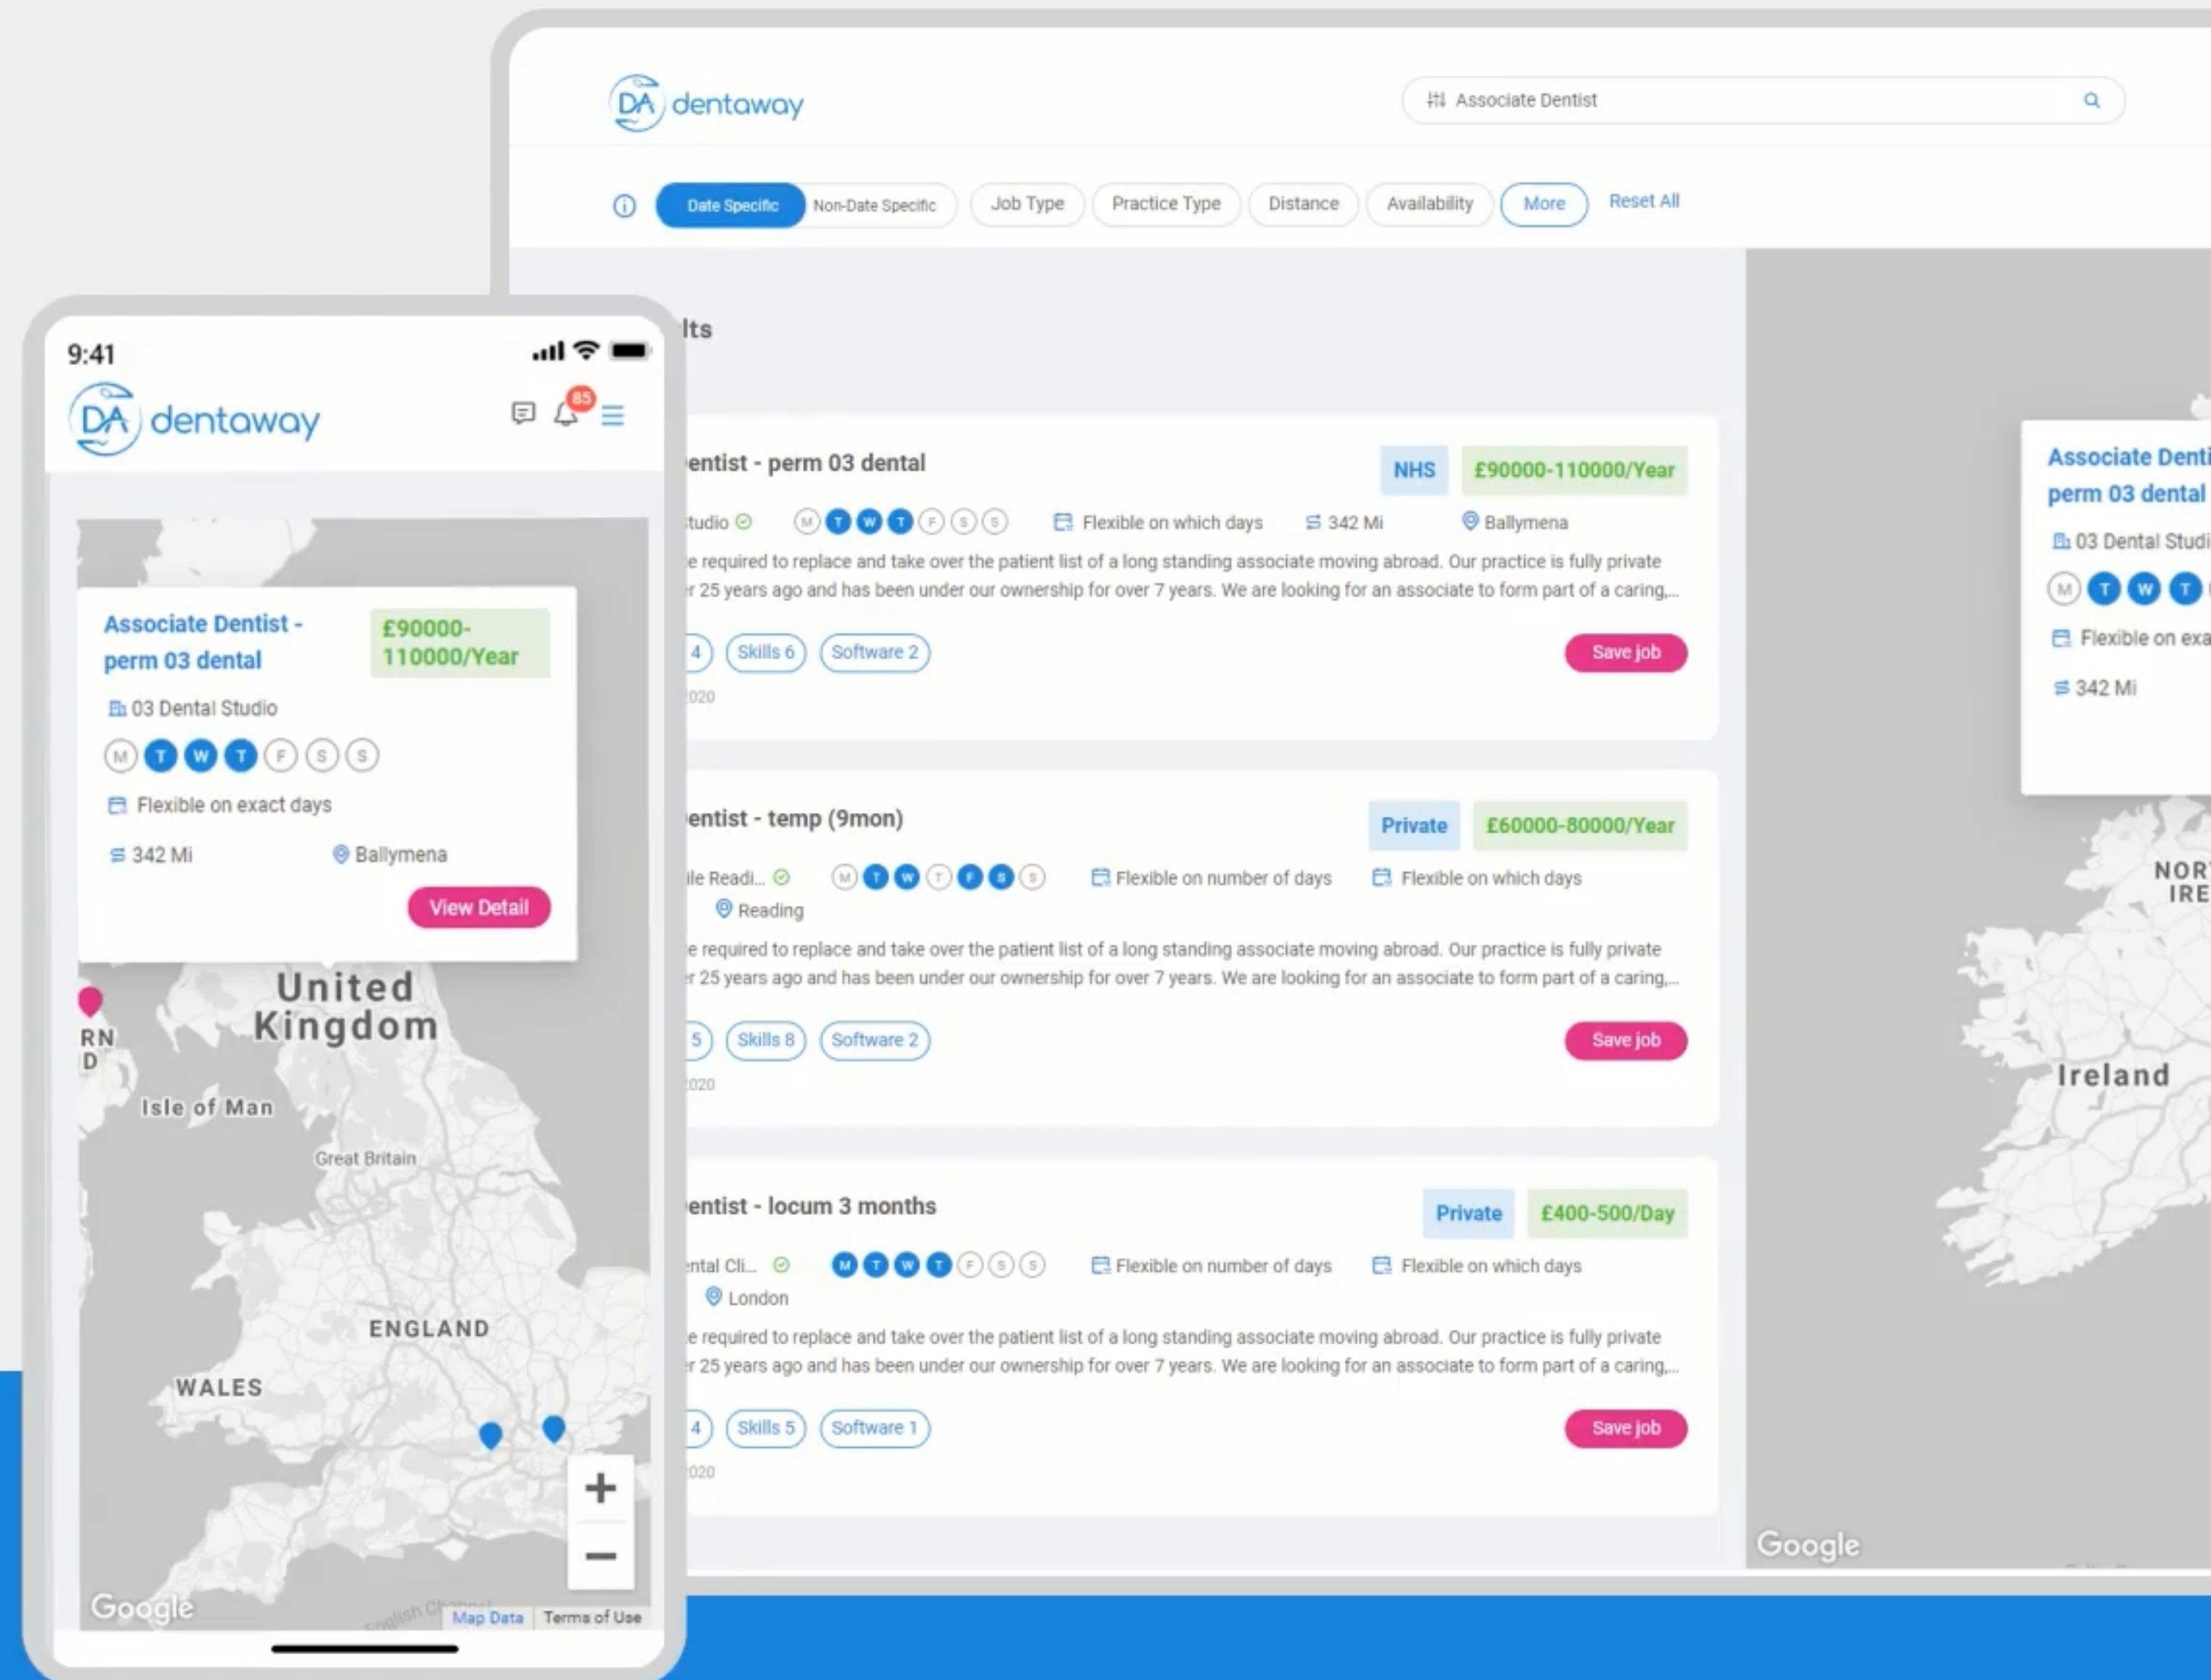 DA dentaway
Associate Dentist
Date Specific Non-Date Specific Job Type Practice Type Distance Availability More Reset All
9:41
DA dentaway
85
Associate Dentist -
perm 03 dental
£90000-
110000/Year
03 Dental Studio
M T W T F S S
Flexible on exact days
342 Mi Ballymena
View Detail
United
Kingdom
RN
D
Isle of Man
Great Britain
ENGLAND
WALES
+
−
Google
English Channel
Map Data Terms of Use
lts
entist - perm 03 dental NHS £90000-110000/Year
tudio M T W T F S S Flexible on which days 342 Mi Ballymena
e required to replace and take over the patient list of a long standing associate moving abroad. Our practice is fully private
r 25 years ago and has been under our ownership for over 7 years. We are looking for an associate to form part of a caring,...
4 Skills 6 Software 2 Save job
2020
entist - temp (9mon) Private £60000-80000/Year
ile Readi... M T W T F S S Flexible on number of days Flexible on which days
Reading
e required to replace and take over the patient list of a long standing associate moving abroad. Our practice is fully private
r 25 years ago and has been under our ownership for over 7 years. We are looking for an associate to form part of a caring,...
5 Skills 8 Software 2 Save job
2020
entist - locum 3 months Private £400-500/Day
ental Cli... M T W T F S S Flexible on number of days Flexible on which days
London
e required to replace and take over the patient list of a long standing associate moving abroad. Our practice is fully private
r 25 years ago and has been under our ownership for over 7 years. We are looking for an associate to form part of a caring,...
4 Skills 5 Software 1 Save job
2020
Associate Denti
perm 03 dental
03 Dental Studi
M T W T
Flexible on exa
342 Mi
NOR
IRE
Ireland
Google